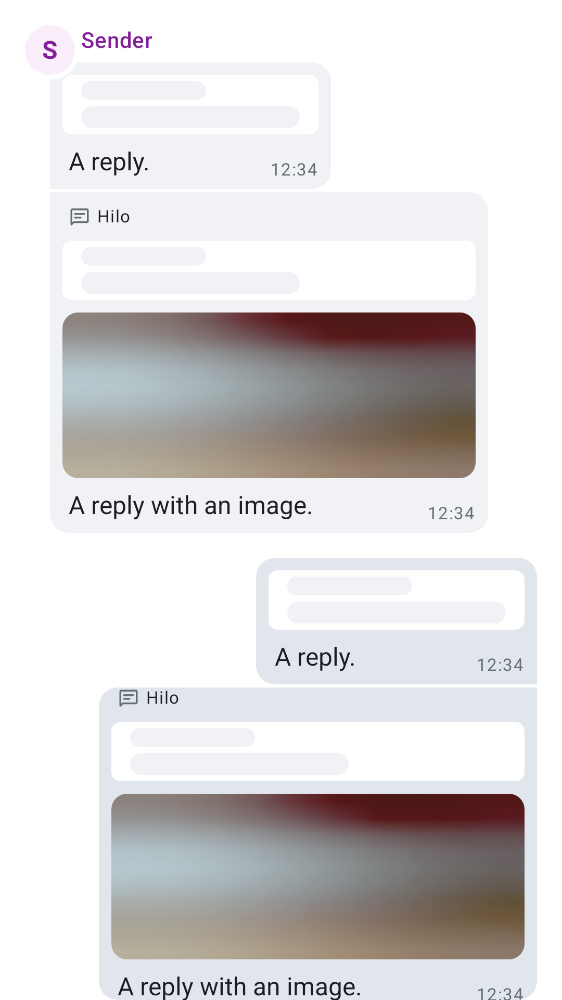 S Sender
A reply.
12:34
Hilo
A reply with an image.
12:34
A reply.
12:34
Hilo
A reply with an image.
12:34